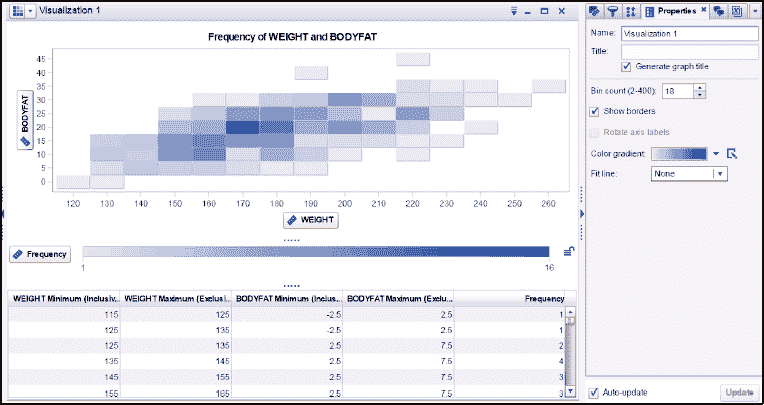 Visualization 1
Frequency of WEIGHT and BODYFAT
BODYFAT
45
40
35
30
25
20
15
10
5
0
120 130 140 150 160 170 180 190 200 210 220 230 240 250 260
WEIGHT
Frequency
1 16
WEIGHT Minimum (Inclusiv... WEIGHT Maximum (Exclusi... BODYFAT Minimum (Inclus... BODYFAT Maximum (Exclu... Frequency
115 125 -2.5 2.5 1
125 135 -2.5 2.5 1
125 135 2.5 7.5 2
135 145 2.5 7.5 4
145 155 2.5 7.5 3
155 165 2.5 7.5 3
Properties
Name: Visualization 1
Title:
Generate graph title
Bin count (2-400): 18
Show borders
Rotate axis labels
Color gradient:
Fit line: None
Auto-update Update